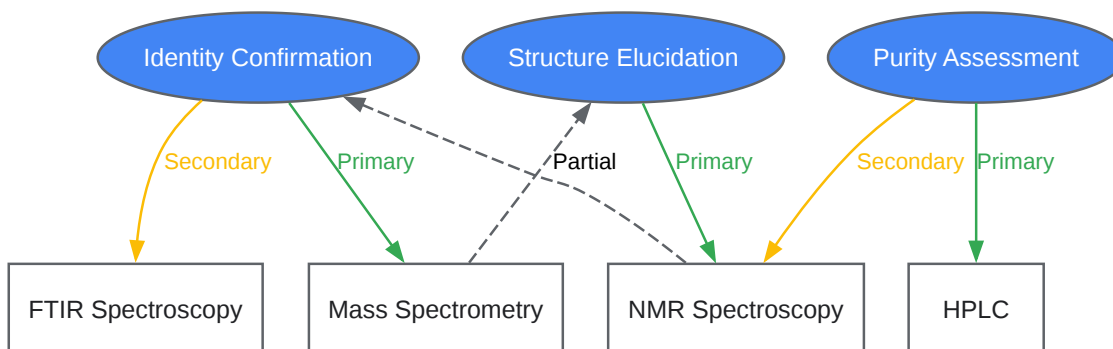 Identity Confirmation
Structure Elucidation
Purity Assessment
Secondary
Primary
Partial
Primary
Secondary
Primary
FTIR Spectroscopy
Mass Spectrometry
NMR Spectroscopy
HPLC